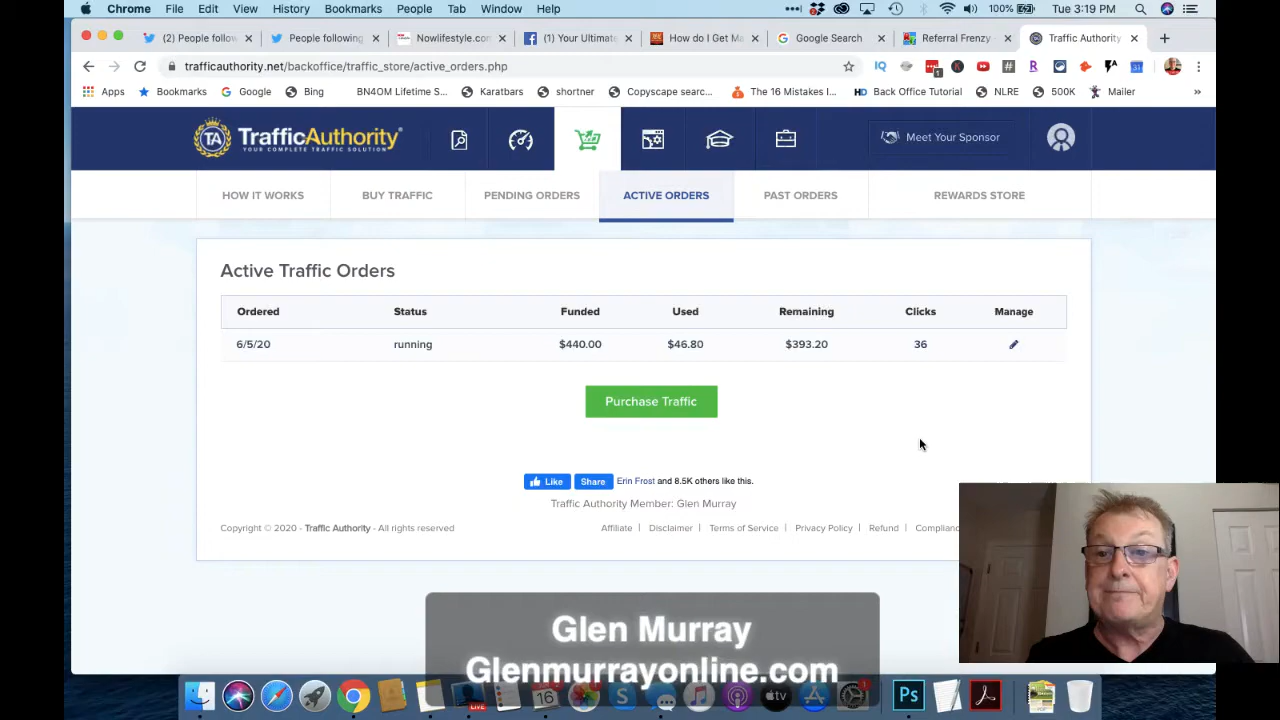 Chrome File Edit View History Bookmarks People Tab Window Help 100% Tue 3:19 PM
(2) People follow Nowlifestyle.com (1) Your Ultimate How do I Get Google Search Referral Frenzy - Traffic Authority
People following
trafficauthority.net/backoffice/traffic_store/active_orders.php
Apps Bookmarks Google Bing BN4OM Lifetime S... Karatbars shortner Copyscape searc... The 16 Mistakes I... Back Office Tutorial NLRE 500K Mailer »
TA TrafficAuthority®
YOUR COMPLETE TRAFFIC SOLUTION
Meet Your Sponsor
HOW IT WORKS BUY TRAFFIC PENDING ORDERS ACTIVE ORDERS PAST ORDERS REWARDS STORE
Active Traffic Orders
Ordered Status Funded Used Remaining Clicks Manage
6/5/20 running $440.00 $46.80 $393.20 36
Purchase Traffic
Like Share Erin Frost and 8.5K others like this.
Traffic Authority Member: Glen Murray
Copyright © 2020 - Traffic Authority - All rights reserved Affiliate | Disclaimer | Terms of Service | Privacy Policy | Refund | Complianc
Glen Murray
Glenmurrayonline.com